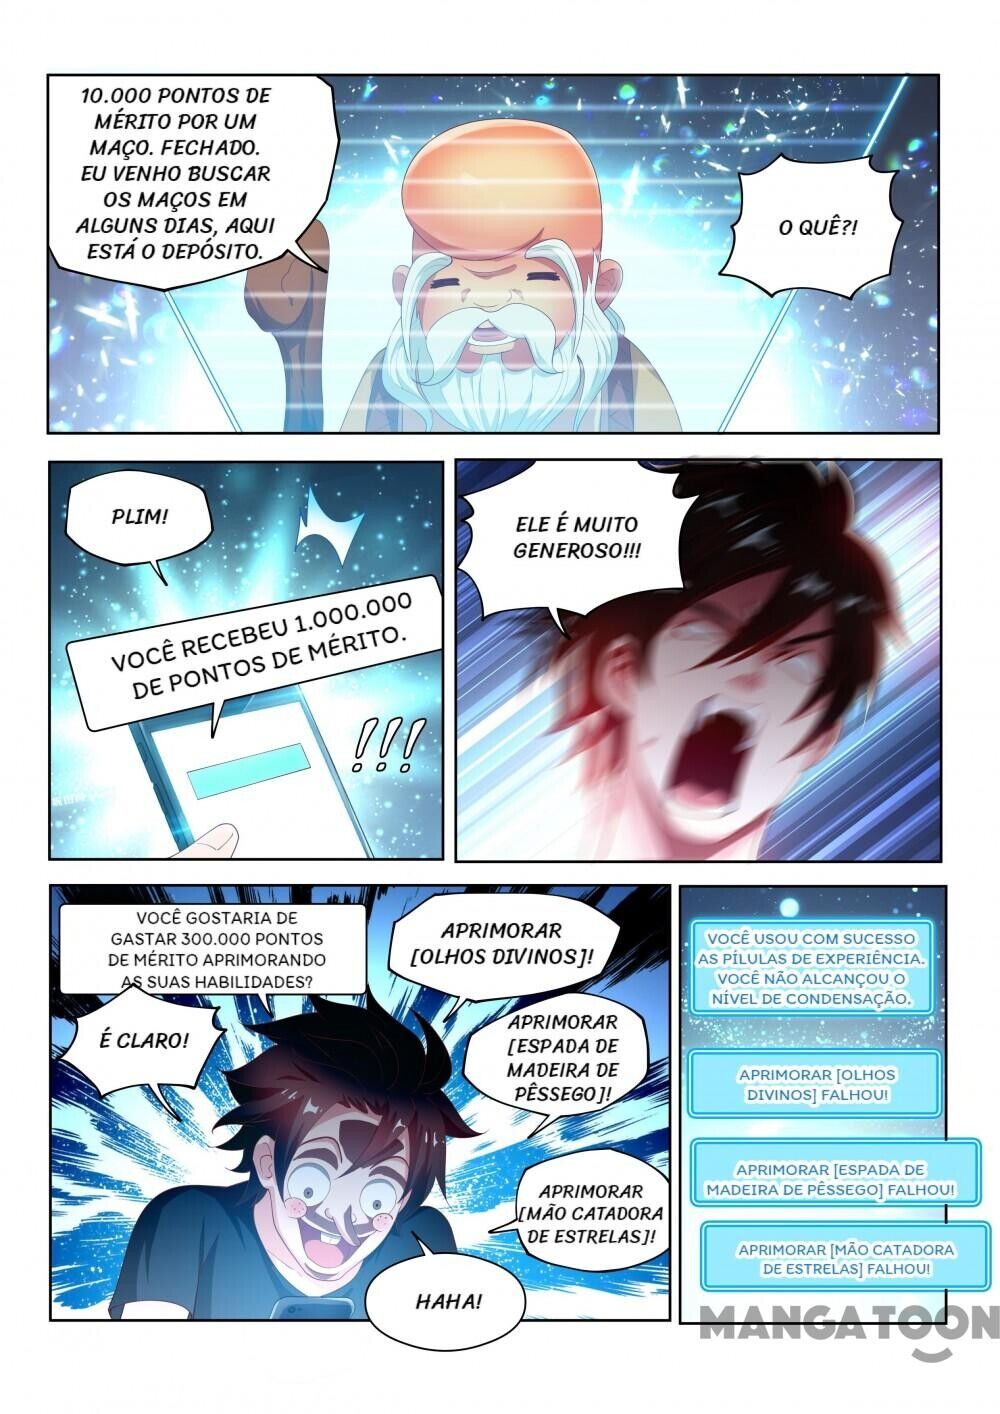 10.000 PONTOS DE
MÉRITO POR UM
MAÇO. FECHADO.
EU VENHO BUSCAR
OS MAÇOS EM
ALGUNS DIAS, AQUI
ESTÁ O DEPÓSITO.
O QUÊ?!
PLIM!
VOCÊ RECEBEU 1.000.000
DE PONTOS DE MÉRITO.
!!!
ELE É MUITO
GENEROSO!!!
VOCÊ GOSTARIA DE
GASTAR 300.000 PONTOS
DE MÉRITO APRIMORANDO
AS SUAS HABILIDADES?
É CLARO!
APRIMORAR
[OLHOS DIVINOS]!
APRIMORAR
[ESPADA DE
MADEIRA DE
PÊSSEGO]!
APRIMORAR
[MÃO CATADORA
DE ESTRELAS]!
HAHA!
VOCÊ USOU COM SUCESSO
AS PÍLULAS DE EXPERIÊNCIA.
VOCÊ NÃO ALCANÇOU O
NÍVEL DE CONDENSAÇÃO.
APRIMORAR [OLHOS
DIVINOS] FALHOU!
APRIMORAR [ESPADA DE
MADEIRA DE PÊSSEGO] FALHOU!
APRIMORAR [MÃO CATADORA
DE ESTRELAS] FALHOU!
MANGATOON